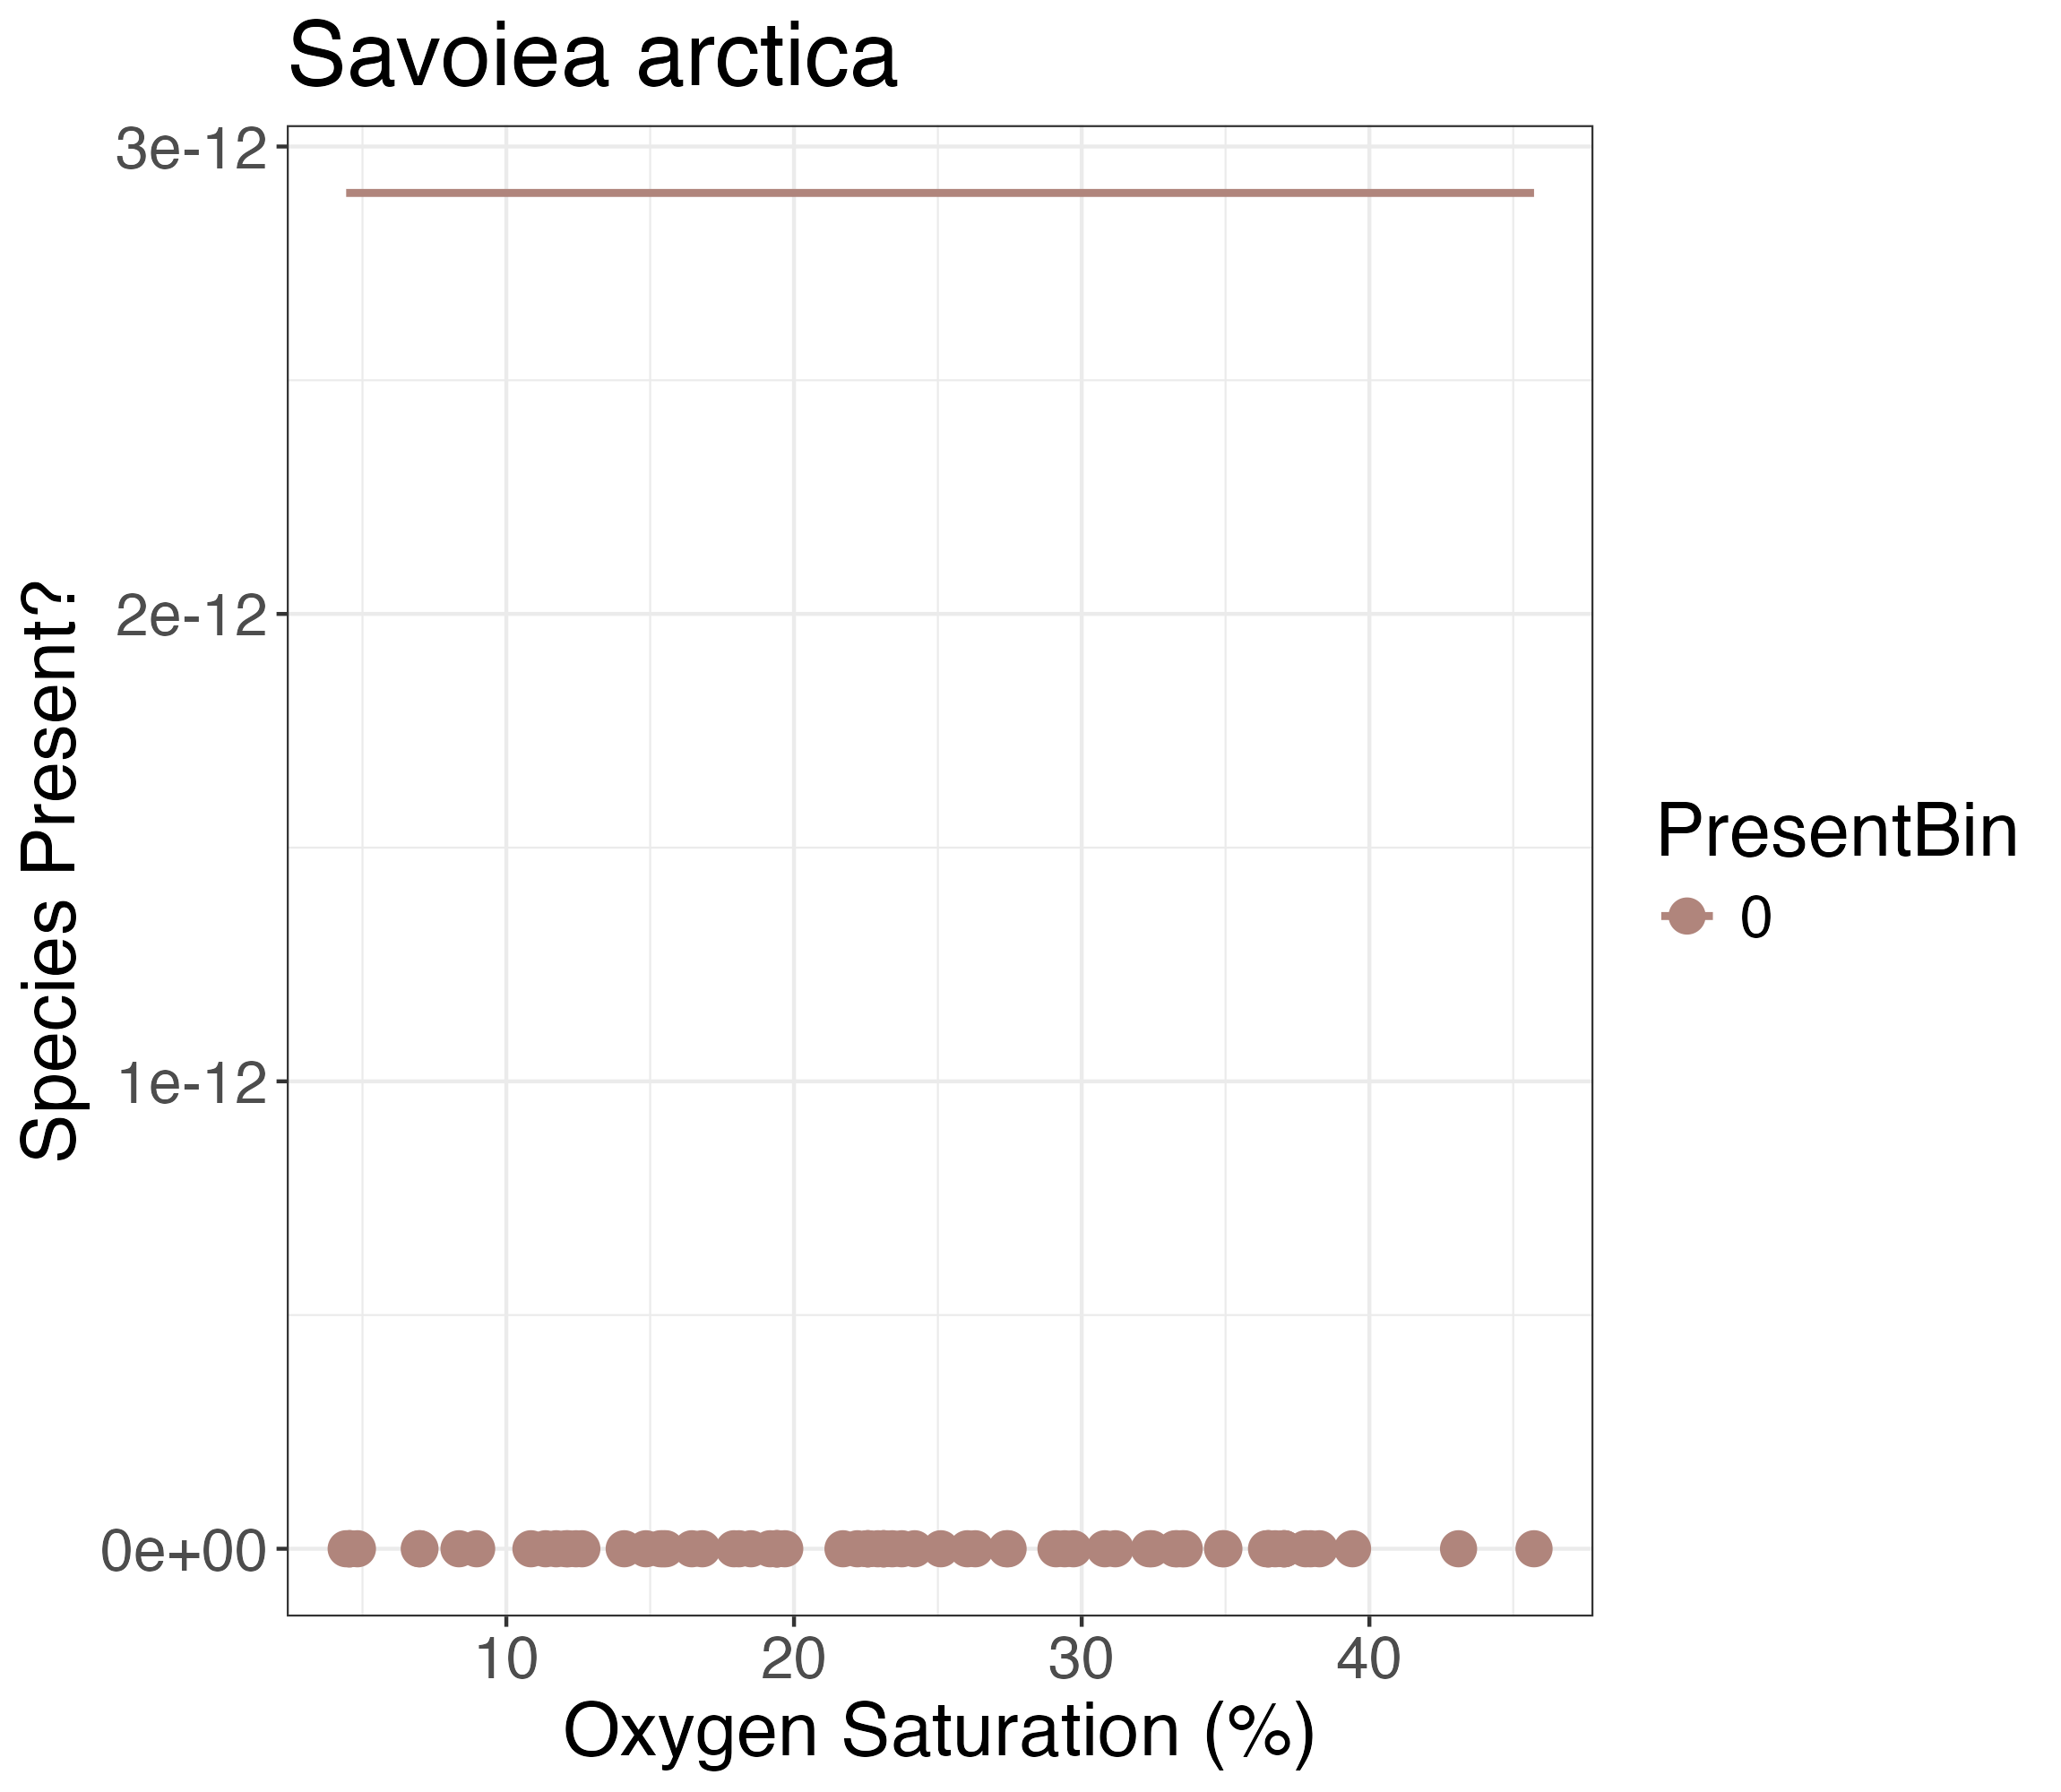 Savoiea arctica
3e-12
2e-12
1e-12
0e+00
Species Present?
10 20 30 40
Oxygen Saturation (%)
PresentBin
0